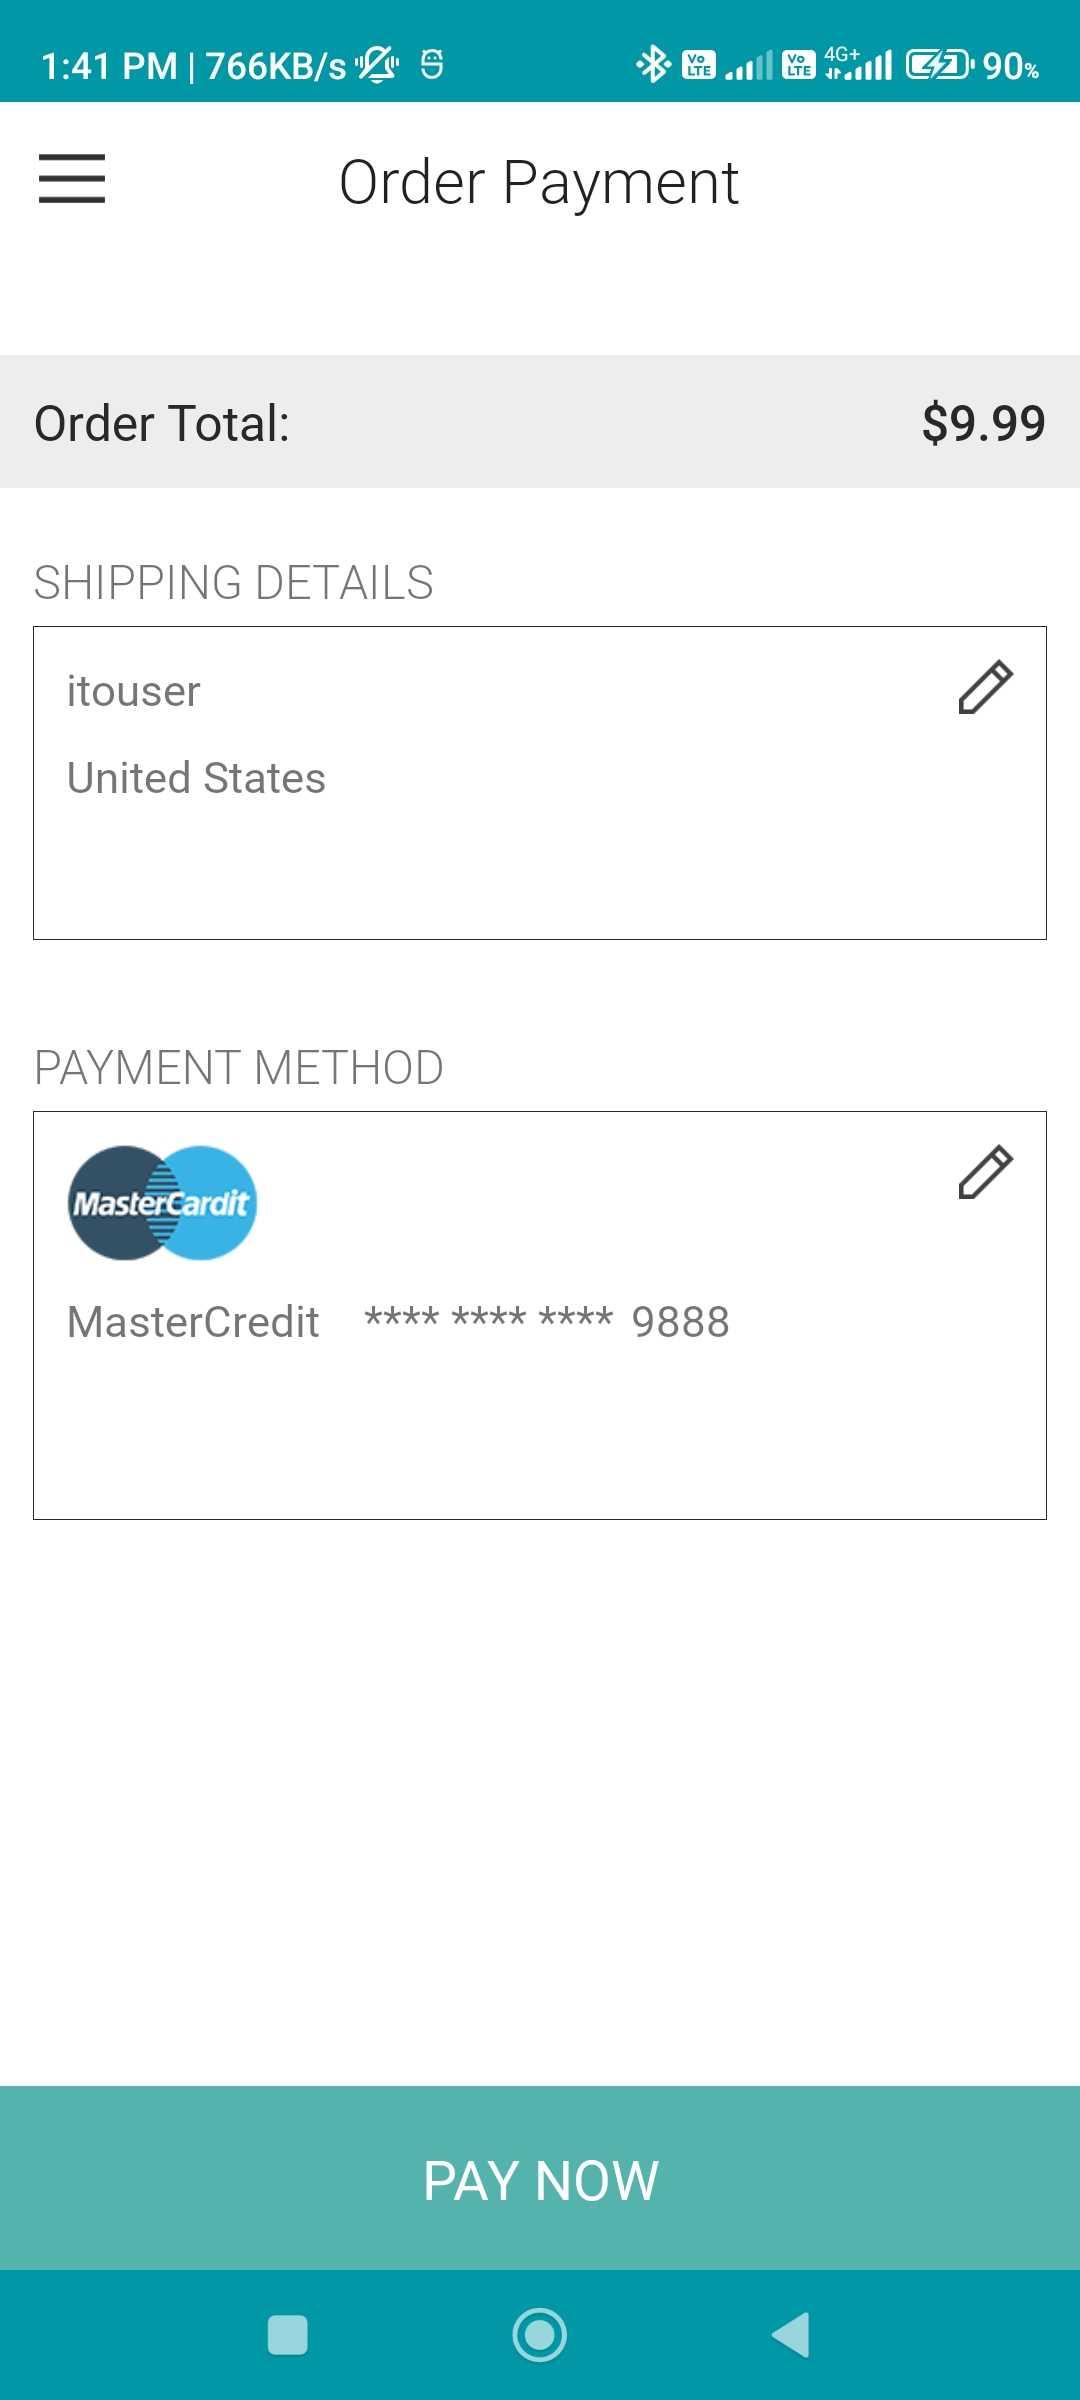 1:41 PM | 766KB/s
Vo LTE
Vo LTE
4G+
90%
Order Payment
Order Total: $9.99
SHIPPING DETAILS
itouser
United States
PAYMENT METHOD
MasterCardit
MasterCredit **** **** **** 9888
PAY NOW